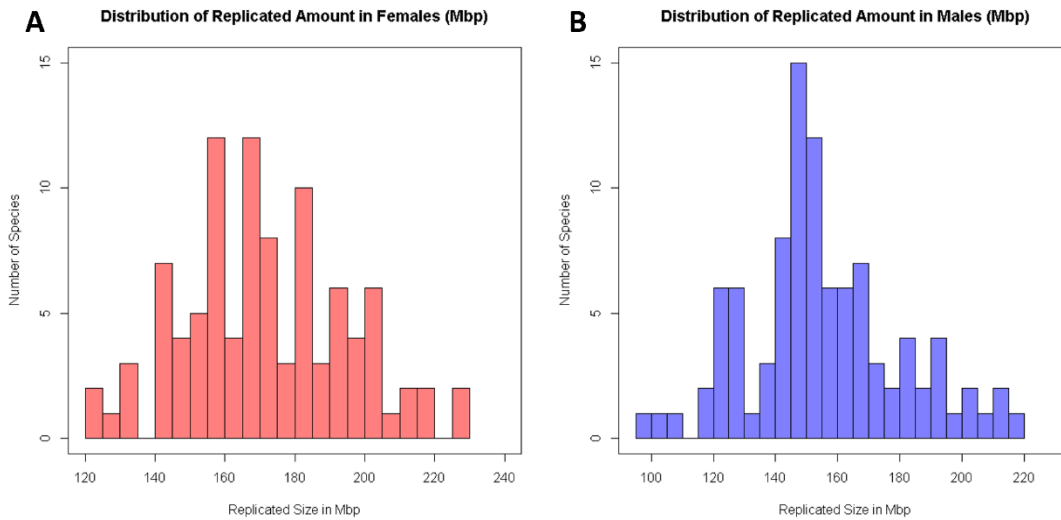 A
Distribution of Replicated Amount in Females (Mbp)
Number of Species
15
10
5
0
120 140 160 180 200 220 240
Replicated Size in Mbp
B
Distribution of Replicated Amount in Males (Mbp)
Number of Species
15
10
5
0
100 120 140 160 180 200 220
Replicated Size in Mbp